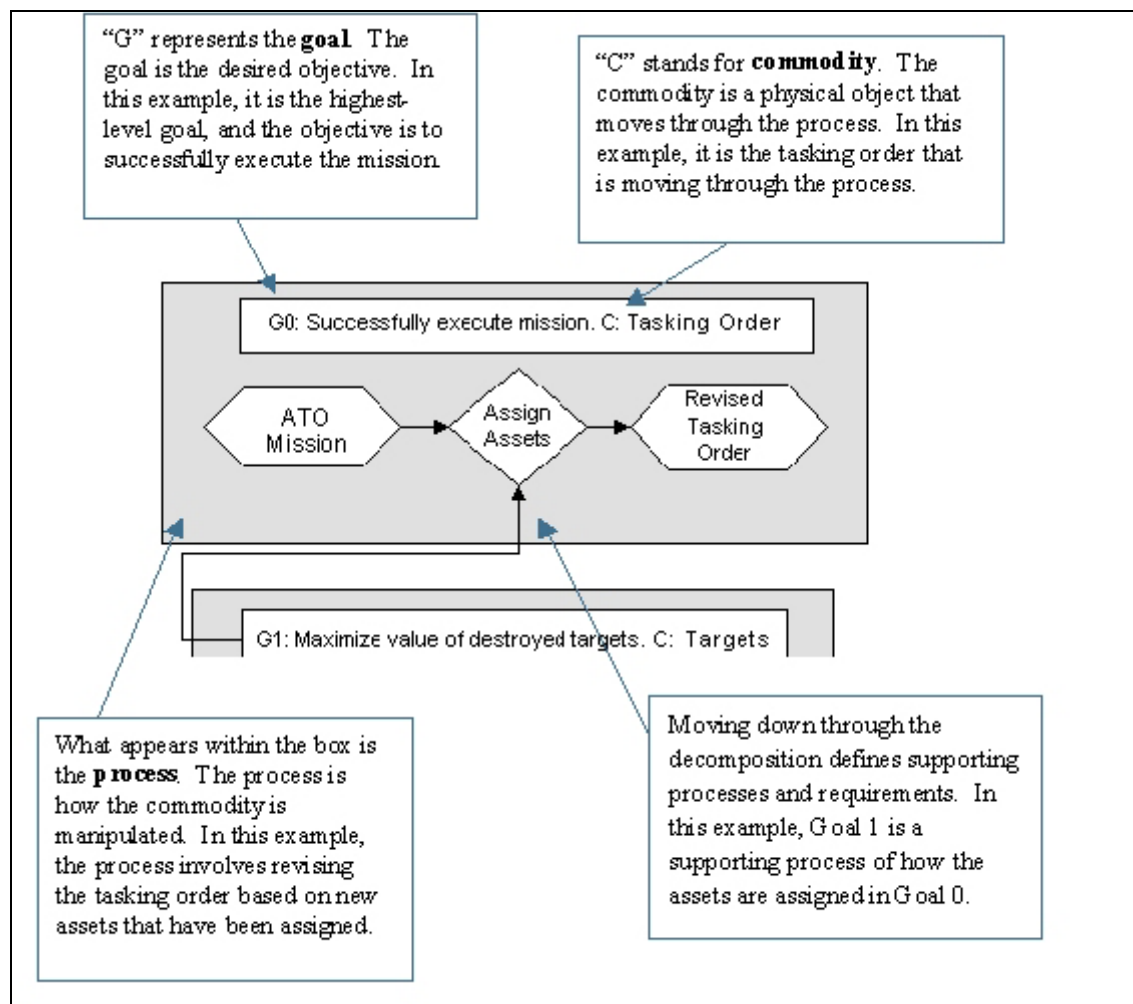 “G” represents the goal. The
goal is the desired objective. In
this example, it is the highest-
level goal, and the objective is to
successfully execute the mission
“C” stands for commodity. The
commodity is a physical object that
moves through the process. In this
example, it is the tasking order that
is moving through the process.
G0: Successfully execute mission. C: Tasking Order
ATO
Mission
Assign
Assets
Revised
Tasking
Order
G1: Maximize value of destroyed targets. C: Targets
What appears within the box is
the process. The process is
how the commodity is
manipulated. In this example,
the process involves revising
the tasking order based on new
assets that have been assigned.
Moving down through the
decomposition defines supporting
processes and requirements. In
this example, Goal 1 is a
supporting process of how the
assets are assigned in Goal 0.